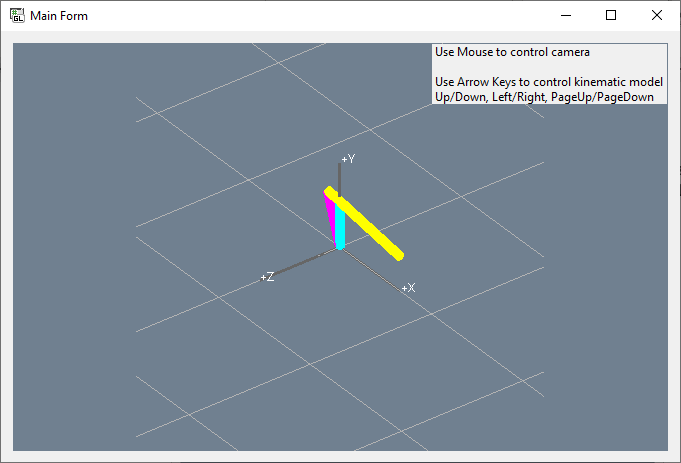 GL
Main Form
Use Mouse to control camera
Use Arrow Keys to control kinematic model
Up/Down, Left/Right, PageUp/PageDown
+Y
+Z
+X